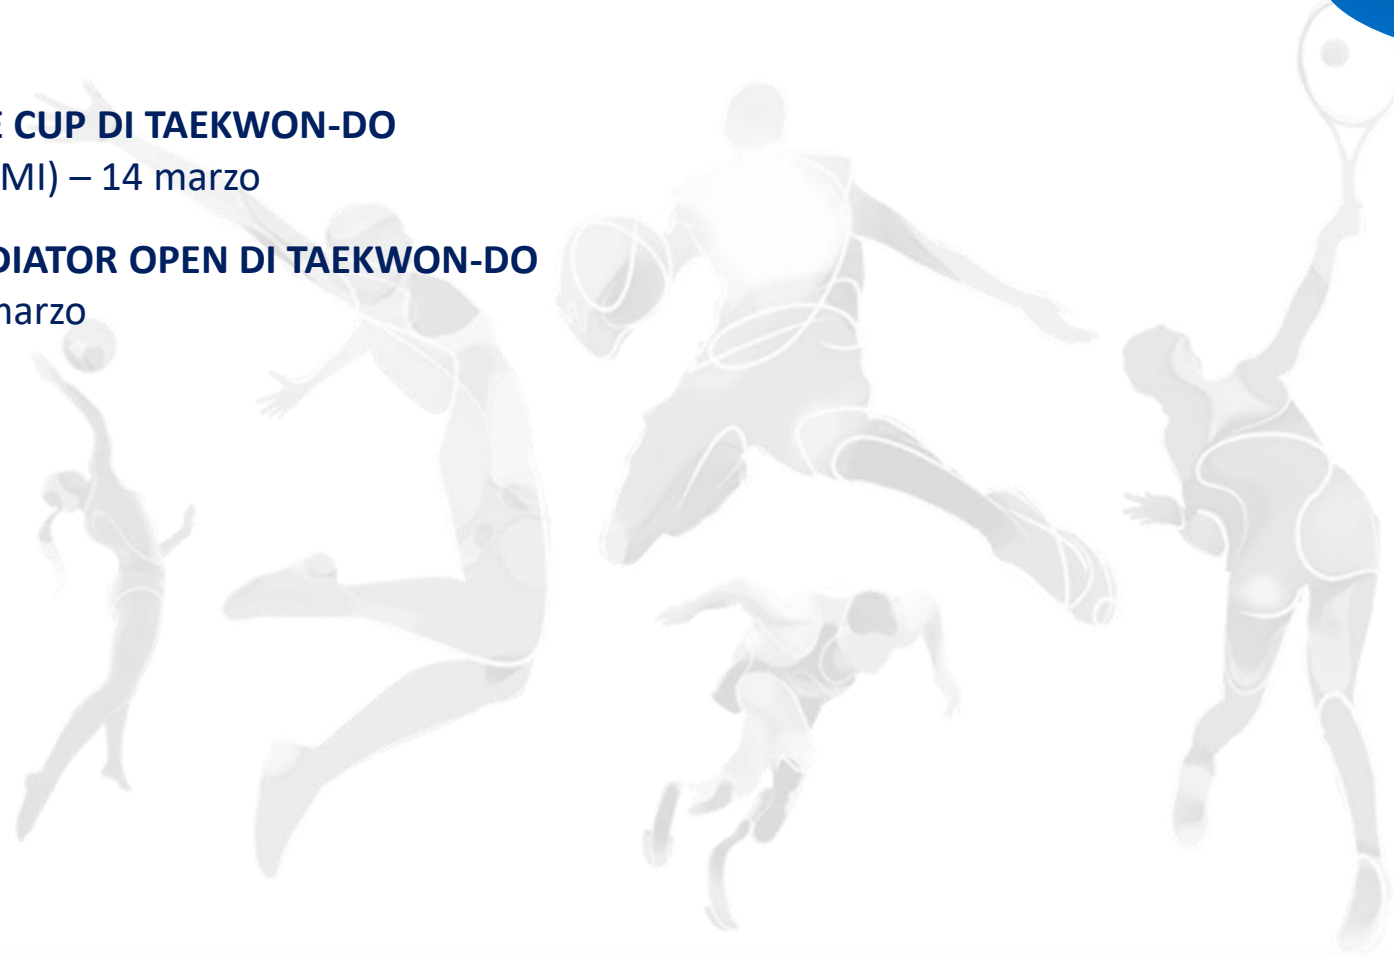 E CUP DI TAEKWON-DO
MI) – 14 marzo
DIATOR OPEN DI TAEKWON-DO
marzo